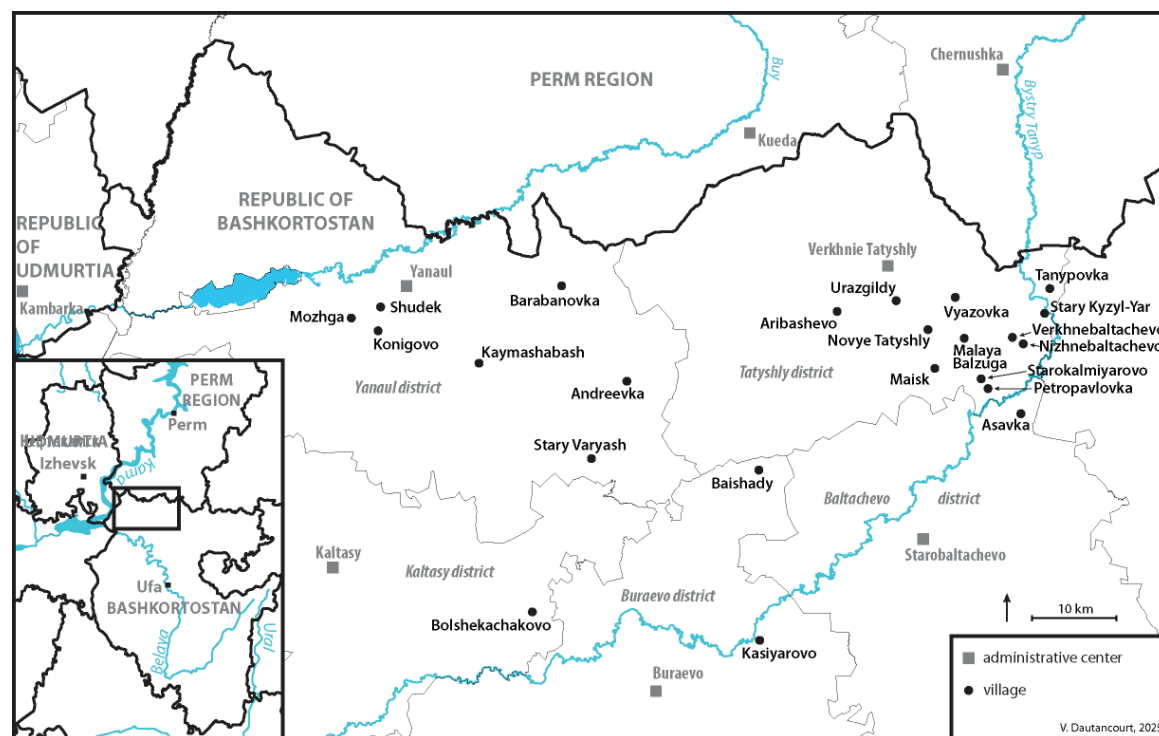 Chernushka
PERM REGION
Buy
Bystry Tanyp
Kueda
REPUBLIC OF
BASHKORTOSTAN
REPUBLIC
OF
UDMURTIA
Kambarka
Verkhnie Tatyshly
Yanaul
Tanypovka
Barabanovka
Urazgildy
Shudek
Vyazovka
Stary Kyzyl-Yar
Mozhga
Aribashevo
Konigovo
Novye Tatyshly
Verkhnebaltachevo
Nizhnebaltachevo
Kaymashabash
Malaya
Balzuga
Maisk
Starokalmiyarovo
Yanaul district
Andreevka
Tatyshly district
Petropavlovka
Asavka
Stary Varyash
Baishady
Baltachevo
district
Starobaltachevo
Kaltasy
Kaltasy district
Buraevo district
Bolshekachakovo
Kasiyarovo
Buraevo
PERM
REGION
Perm
UDMURTIA
Izhevsk
Kama
Ufa
BASHKORTOSTAN
Belaya
Ural
10 km
administrative center
village
V. Dautancourt, 2025